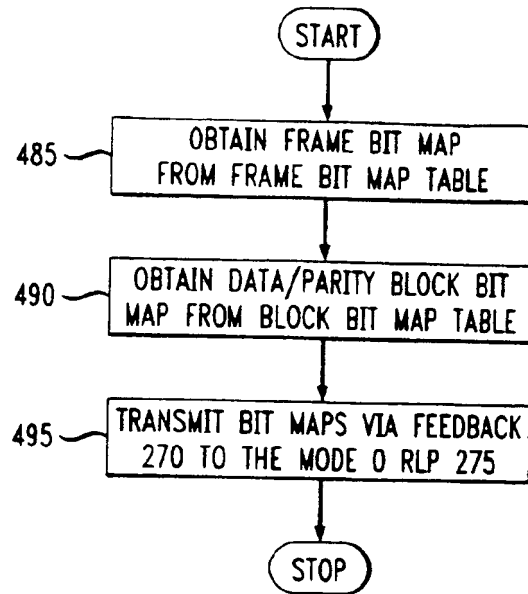 START
485
OBTAIN FRAME BIT MAP
FROM FRAME BIT MAP TABLE
490
OBTAIN DATA/PARITY BLOCK BIT
MAP FROM BLOCK BIT MAP TABLE
495
TRANSMIT BIT MAPS VIA FEEDBACK
270 TO THE MODE 0 RLP 275
STOP